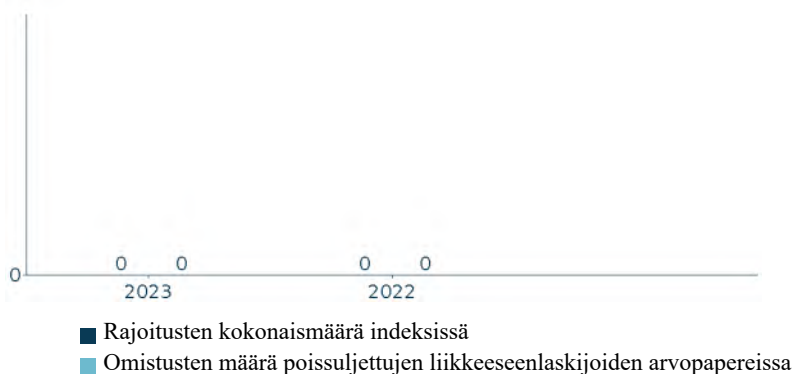 0 0 0 0
0
2023 2022
Rajoitusten kokonaismäärä indeksissä
Omistusten määrä poissuljettujen liikkeeseenlaskijoiden arvopapereissa